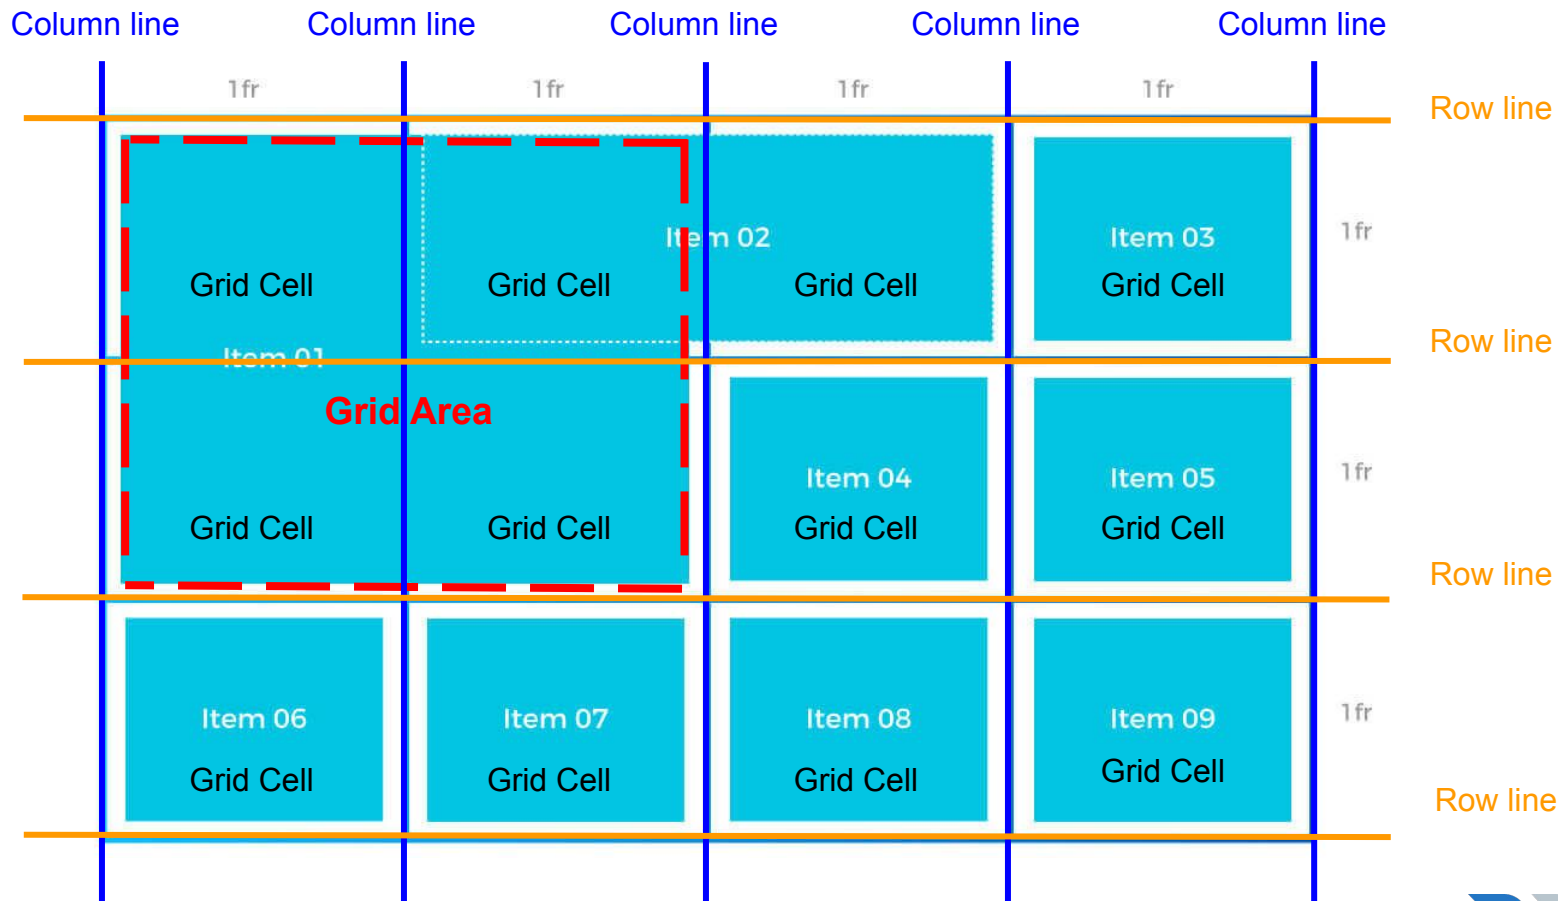 Column line Column line Column line Column line Column line
1fr 1fr 1fr 1fr
Row line
Item 02 Item 03 1fr
Grid Cell Grid Cell Grid Cell Grid Cell
Row line
Item 01
Grid Area
Item 04 Item 05 1fr
Grid Cell Grid Cell Grid Cell Grid Cell
Row line
Item 06 Item 07 Item 08 Item 09 1fr
Grid Cell Grid Cell Grid Cell Grid Cell
Row line